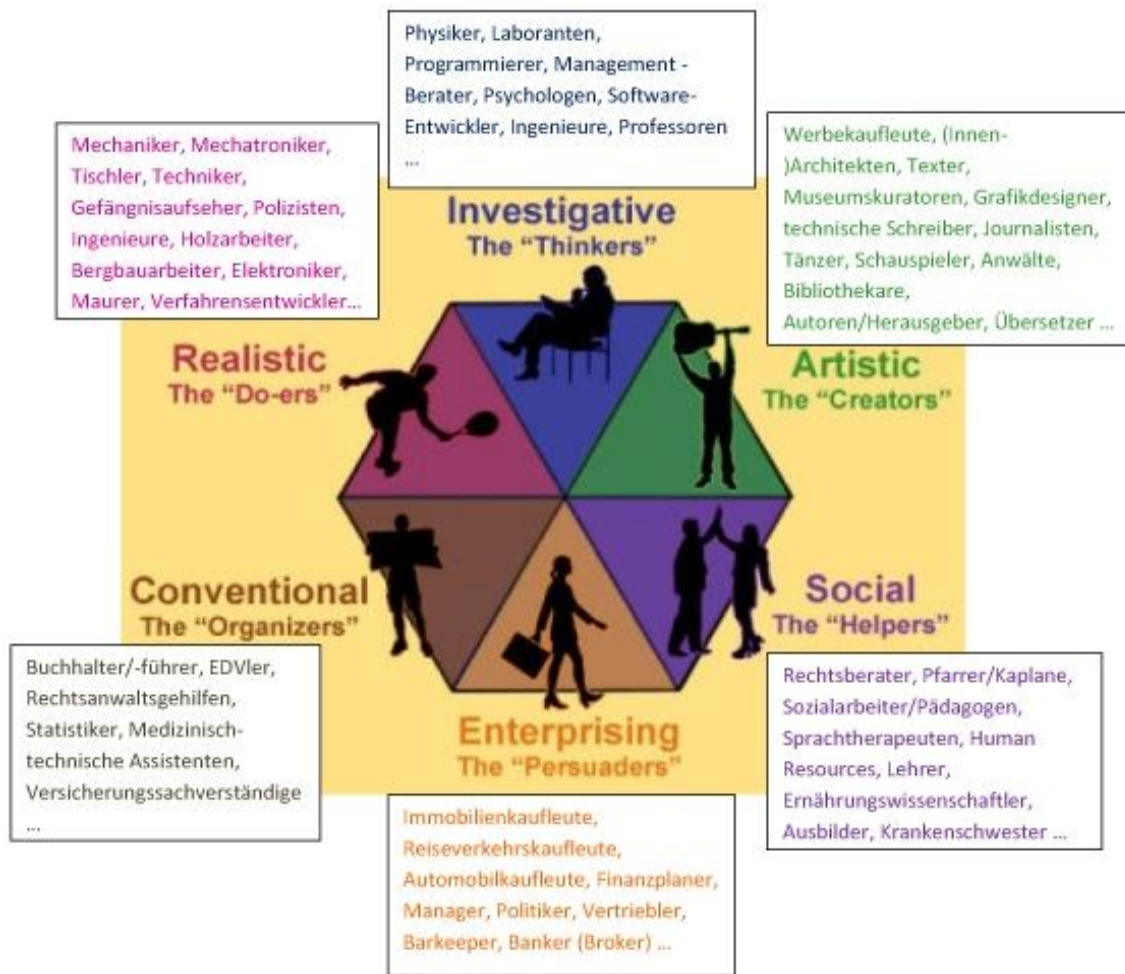 Physiker, Laboranten,
Programmierer, Management -
Berater, Psychologen, Software-
Entwickler, Ingenieure, Professoren
...
Mechaniker, Mechatroniker,
Tischler, Techniker,
Gefängnisaufseher, Polizisten,
Ingenieure, Holzarbeiter,
Bergbauarbeiter, Elektroniker,
Maurer, Verfahrensentwickler...
Werbekaufleute, (Innen-
)Architekten, Texter,
Museumskuratoren, Grafikdesigner,
technische Schreiber, Journalisten,
Tänzer, Schauspieler, Anwälte,
Bibliothekare,
Autoren/Herausgeber, Übersetzer ...
Investigative
The “Thinkers”
Realistic
The “Do-ers”
Artistic
The “Creators”
Conventional
The “Organizers”
Social
The “Helpers”
Enterprising
The “Persuaders”
Buchhalter/-führer, EDVler,
Rechtsanwaltsgehilfen,
Statistiker, Medizinisch-
technische Assistenten,
Versicherungssachverständige
...
Rechtsberater, Pfarrer/Kaplane,
Sozialarbeiter/Pädagogen,
Sprachtherapeuten, Human
Resources, Lehrer,
Ernährungswissenschaftler,
Ausbilder, Krankenschwester ...
Immobilienkaufleute,
Reiseverkehrskaufleute,
Automobilkaufleute, Finanzplaner,
Manager, Politiker, Vertriebler,
Barkeeper, Banker (Broker) ...